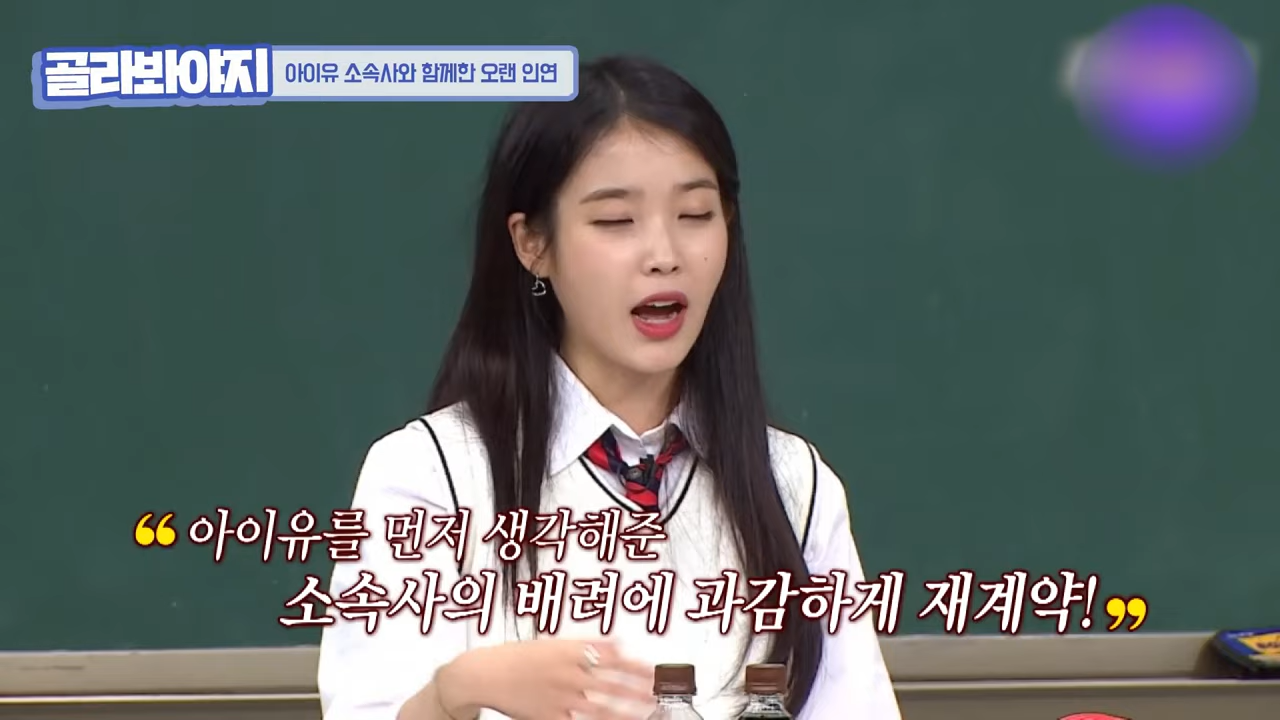 골라봐야지
아이유 소속사와 함께한 오랜 인연
“아이유를 먼저 생각해준
소속사의 배려에 과감하게 재계약!”